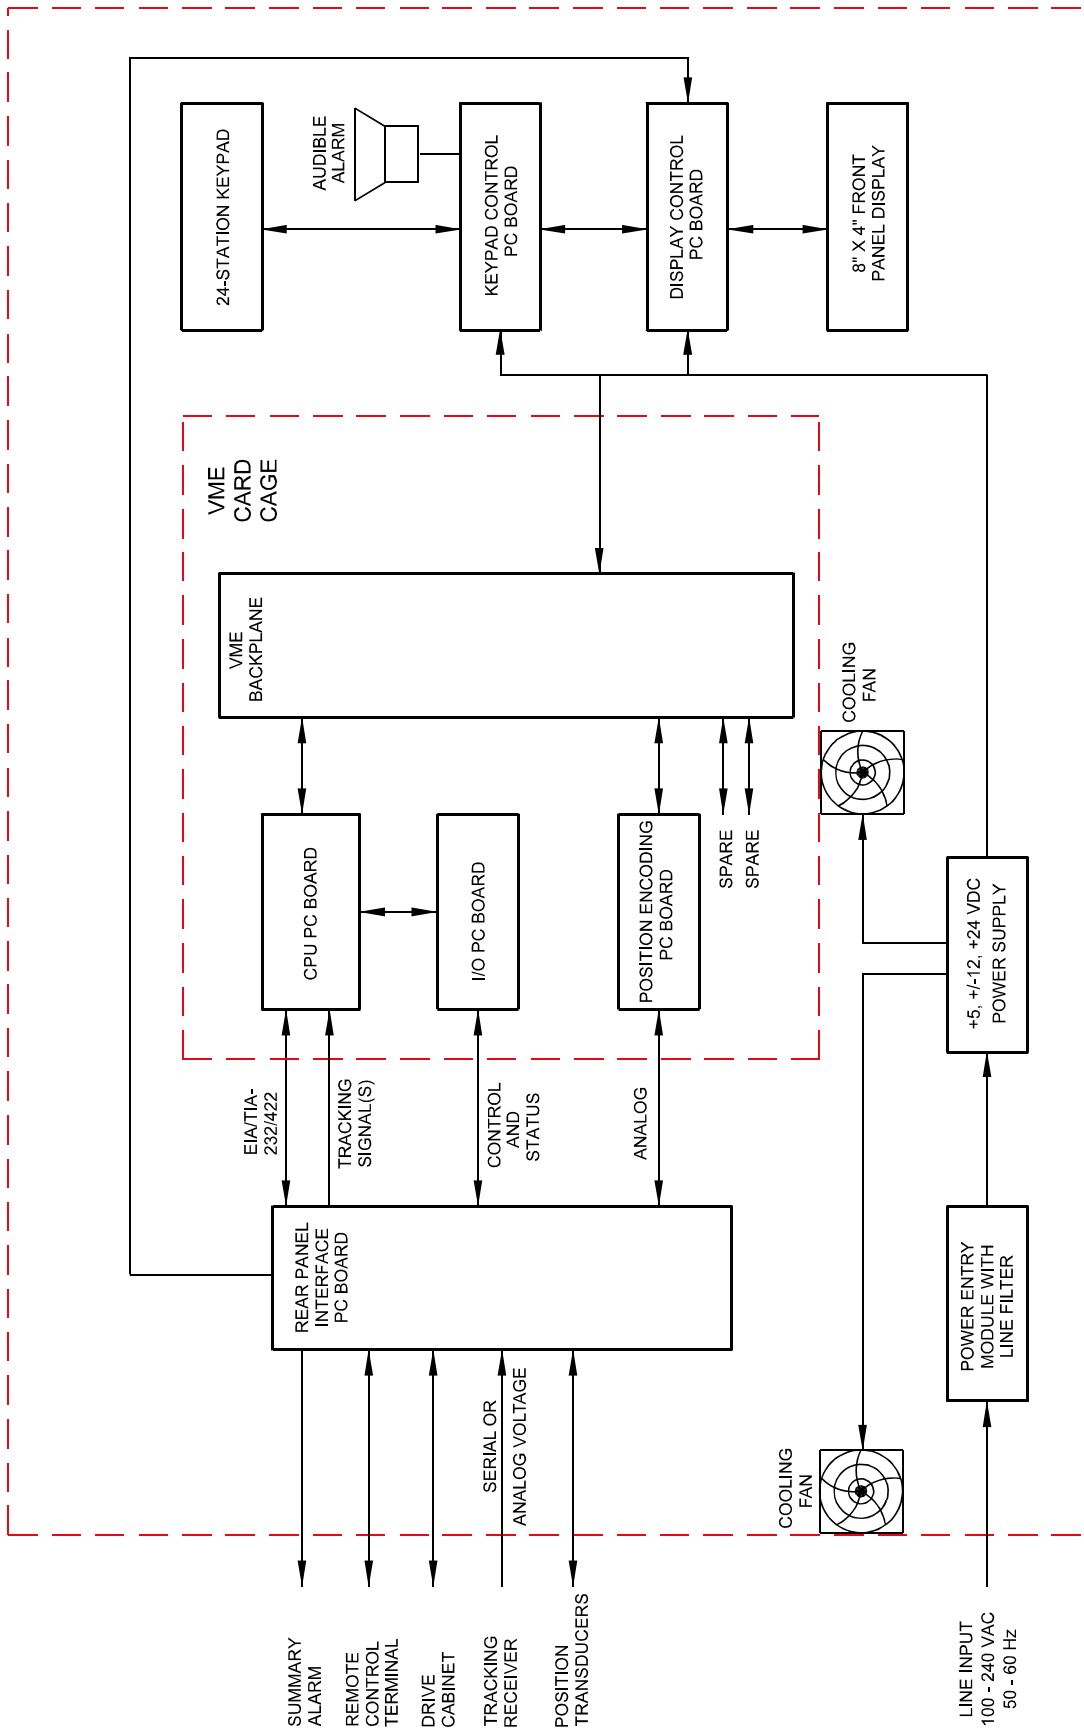 SUMMARY
ALARM
REMOTE
CONTROL
TERMINAL
DRIVE
CABINET
TRACKING
RECEIVER
POSITION
TRANSDUCERS
SERIAL OR
ANALOG VOLTAGE
REAR PANEL
INTERFACE
PC BOARD
EIA/TIA-
232/422
TRACKING
SIGNAL(S)
CONTROL
AND
STATUS
ANALOG
CPU PC BOARD
I/O PC BOARD
POSITION ENCODING
PC BOARD
SPARE
SPARE
VME
BACKPLANE
VME
CARD
CAGE
24-STATION KEYPAD
AUDIBLE
ALARM
KEYPAD CONTROL
PC BOARD
DISPLAY CONTROL
PC BOARD
8" X 4" FRONT
PANEL DISPLAY
COOLING
FAN
COOLING
FAN
LINE INPUT
100 - 240 VAC
50 - 60 Hz
POWER ENTRY
MODULE WITH
LINE FILTER
+5, +/-12, +24 VDC
POWER SUPPLY